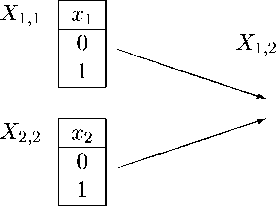 X_{1,1}
x_1
0
1
X_{1,2}
X_{2,2}
x_2
0
1